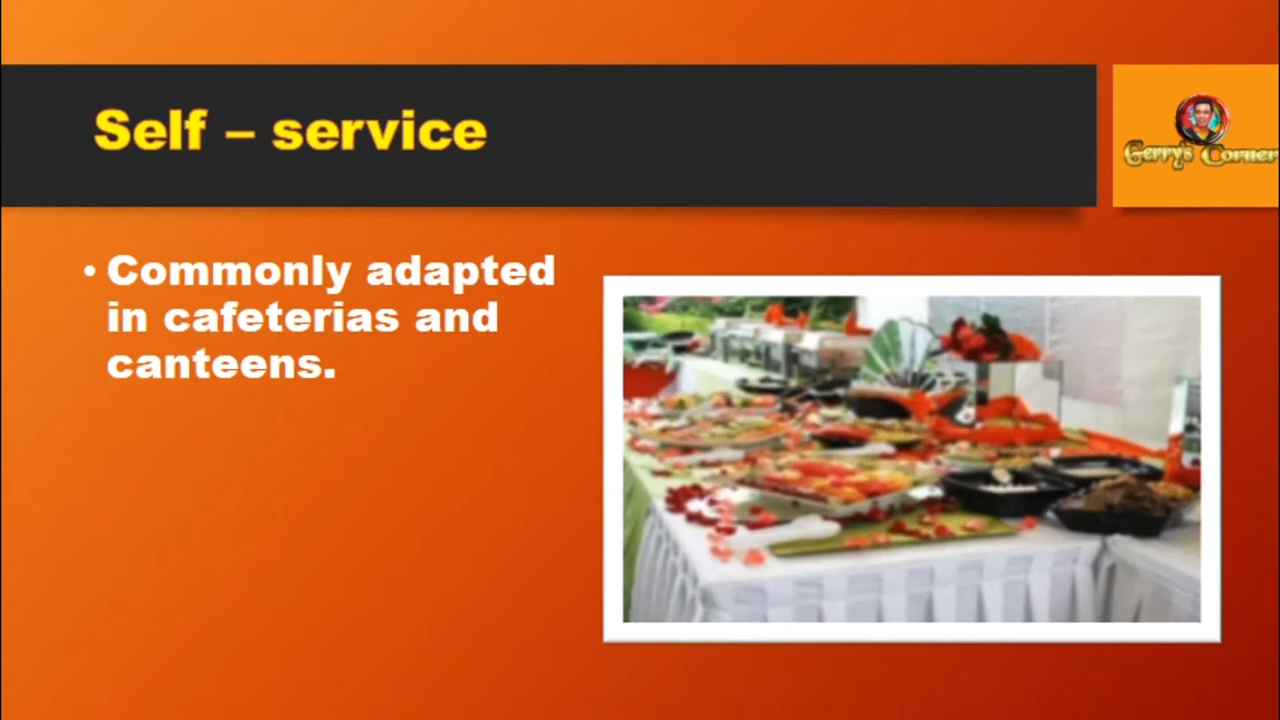 Self – service
Gerry's Corner
• Commonly adapted
in cafeterias and
canteens.